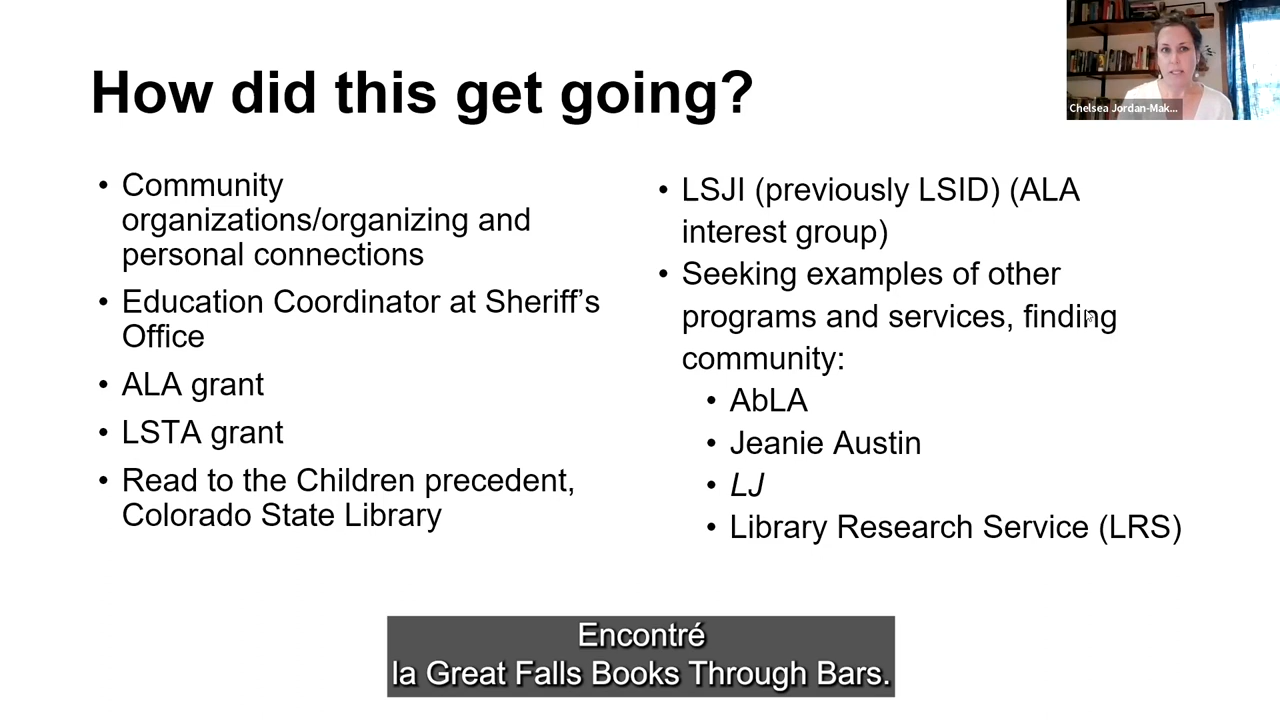 How did this get going?
Chelsea Jordan-Mak...
• Community
organizations/organizing and
personal connections
• Education Coordinator at Sheriff’s
Office
• ALA grant
• LSTA grant
• Read to the Children precedent,
Colorado State Library
• LSJI (previously LSID) (ALA
interest group)
• Seeking examples of other
programs and services, finding
community:
• AbLA
• Jeanie Austin
• LJ
• Library Research Service (LRS)
Encontré
la Great Falls Books Through Bars.